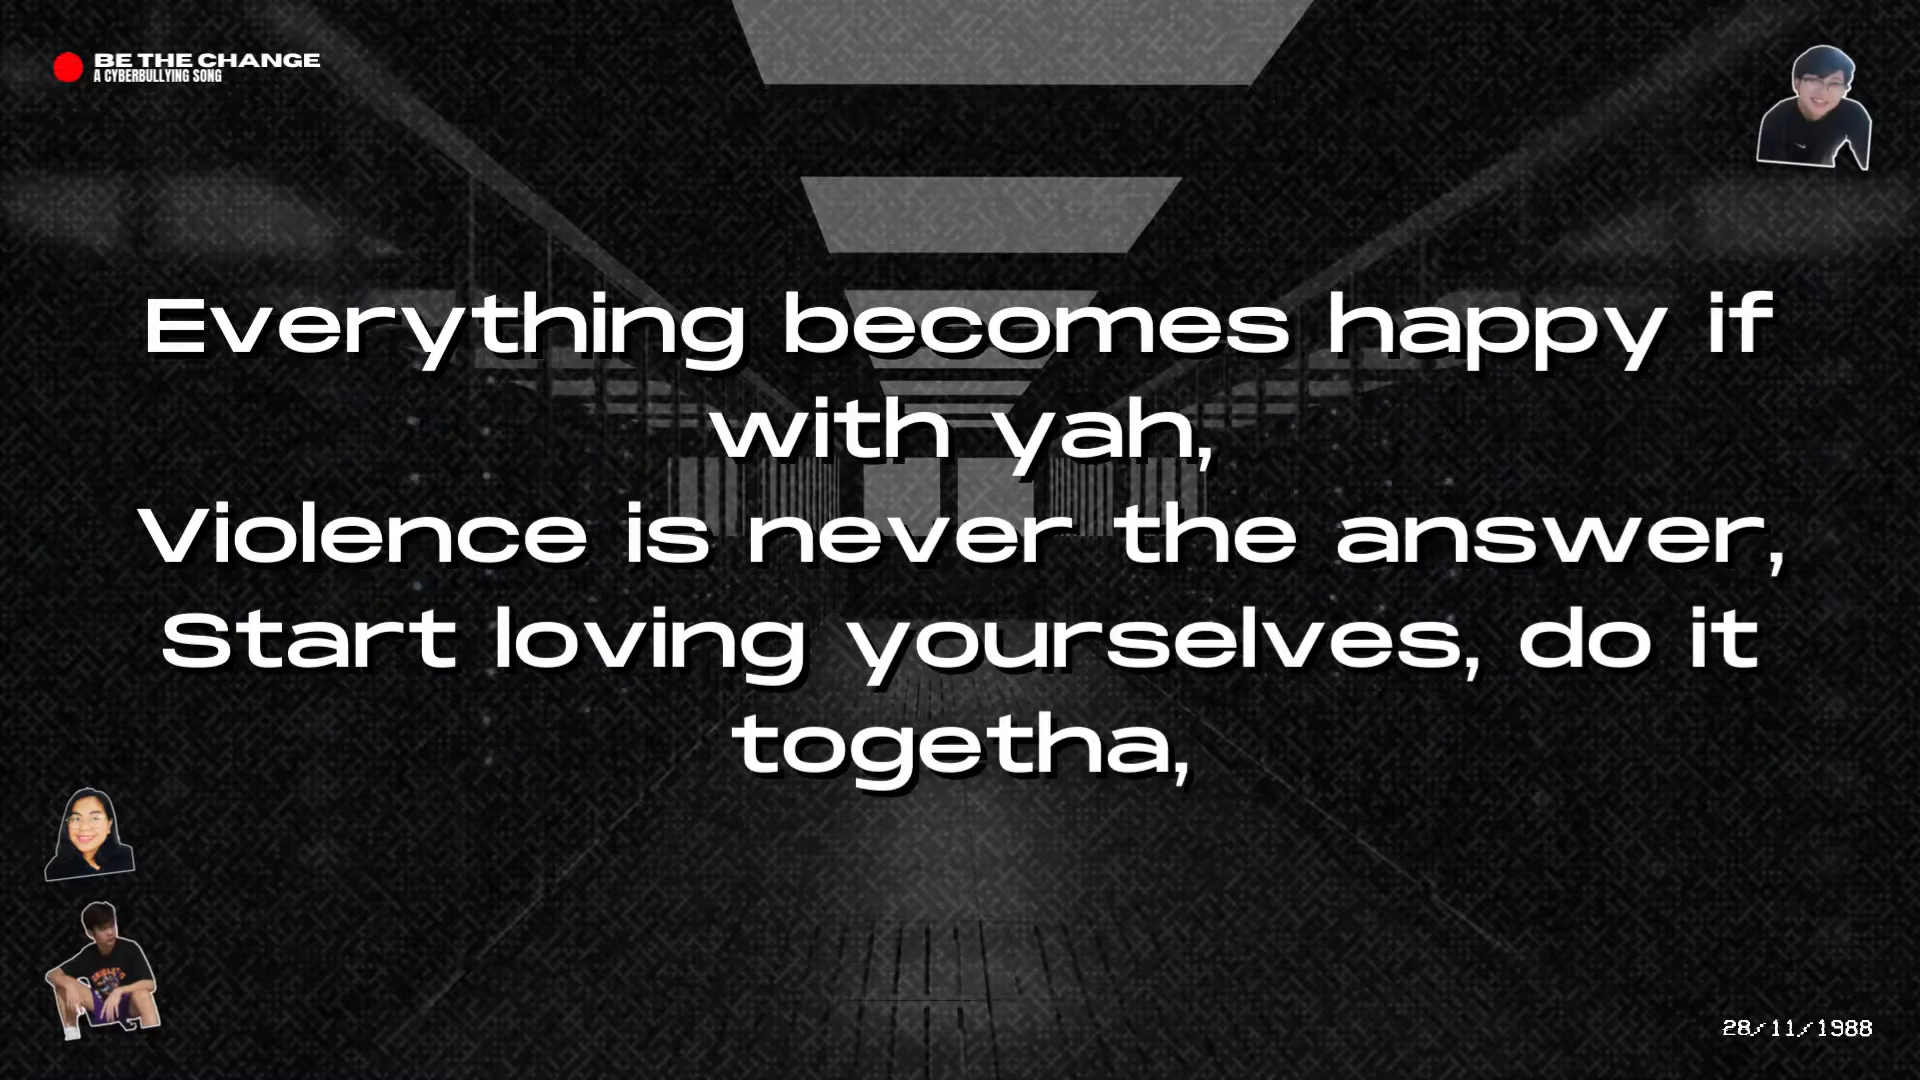 BE THE CHANGE
A CYBERBULLYING SONG
Everything becomes happy if
with yah,
Violence is never the answer,
Start loving yourselves, do it
togetha,
28/11/1988